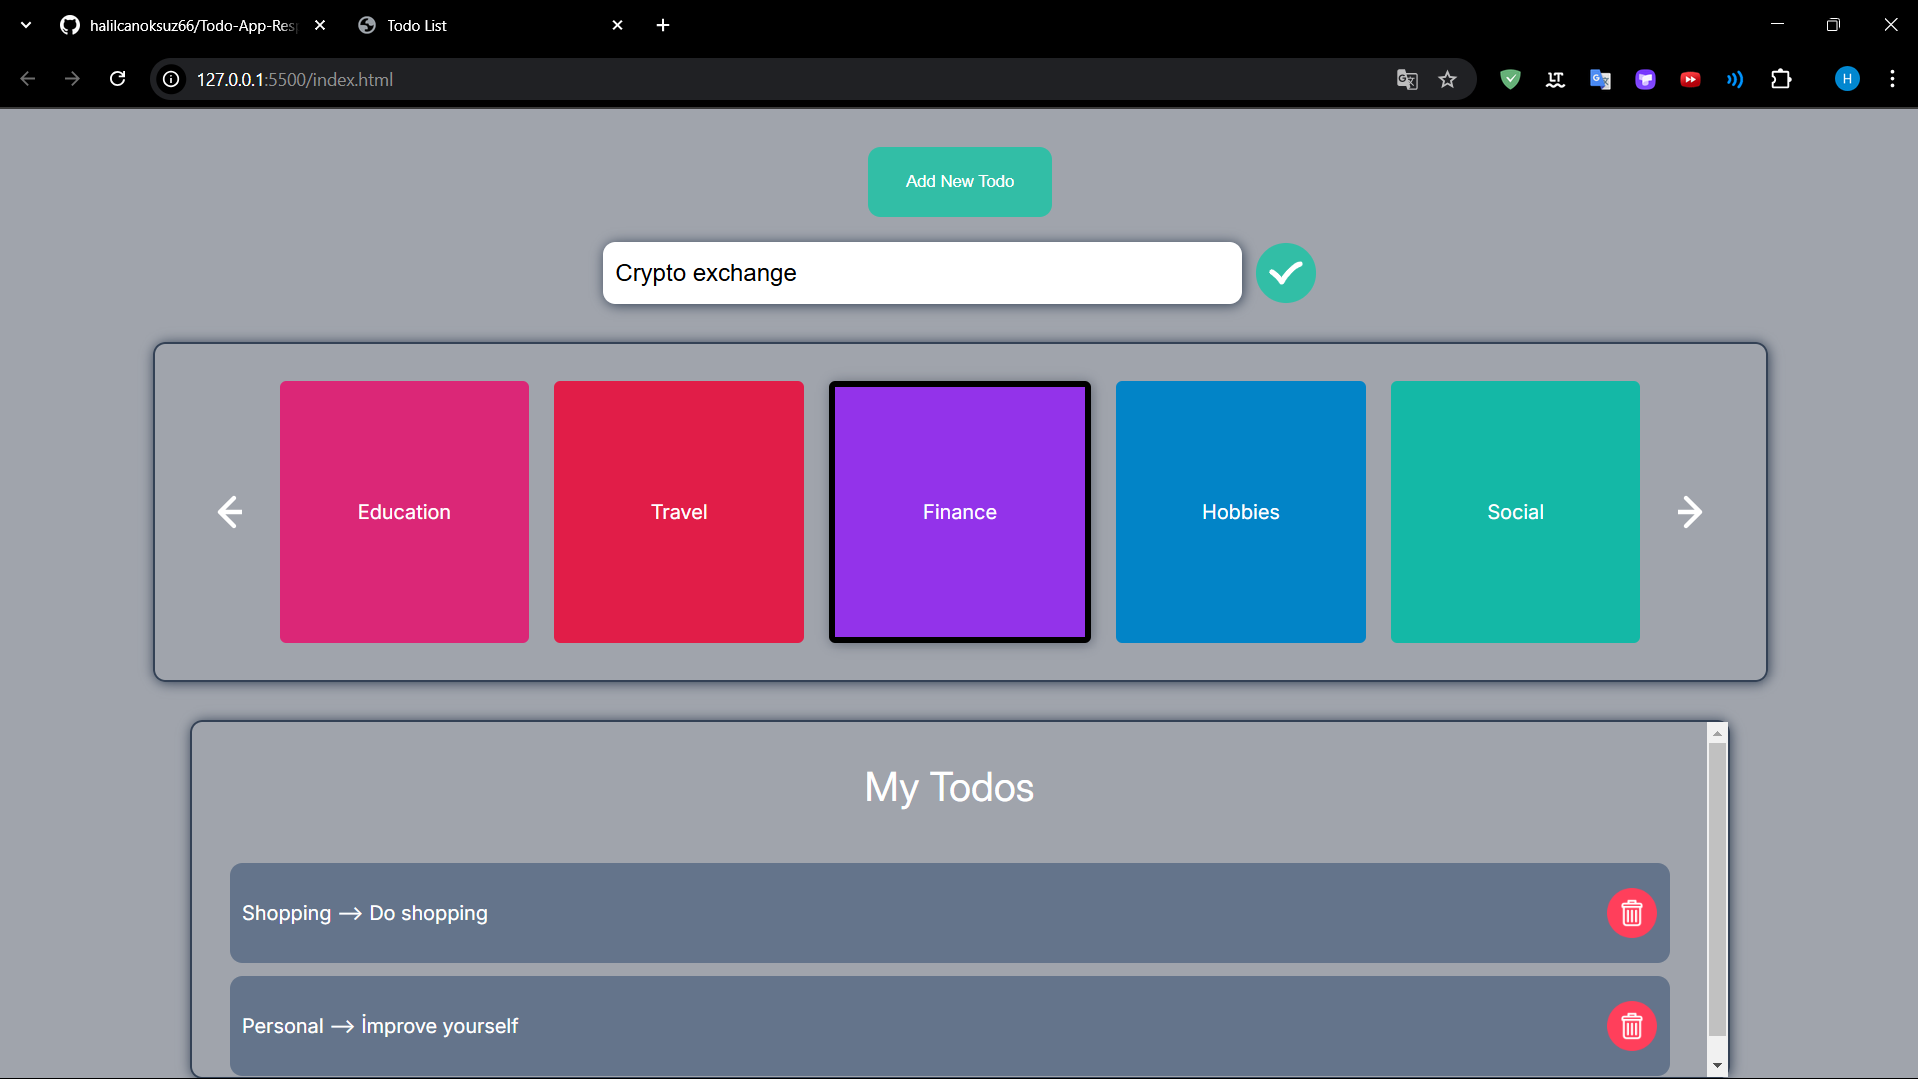 halilcanoksuz66/Todo-App-Res
Todo List
127.0.0.1:5500/index.html
H
Add New Todo
Crypto exchange
Education
Travel
Finance
Hobbies
Social
My Todos
Shopping → Do shopping
Personal → İmprove yourself